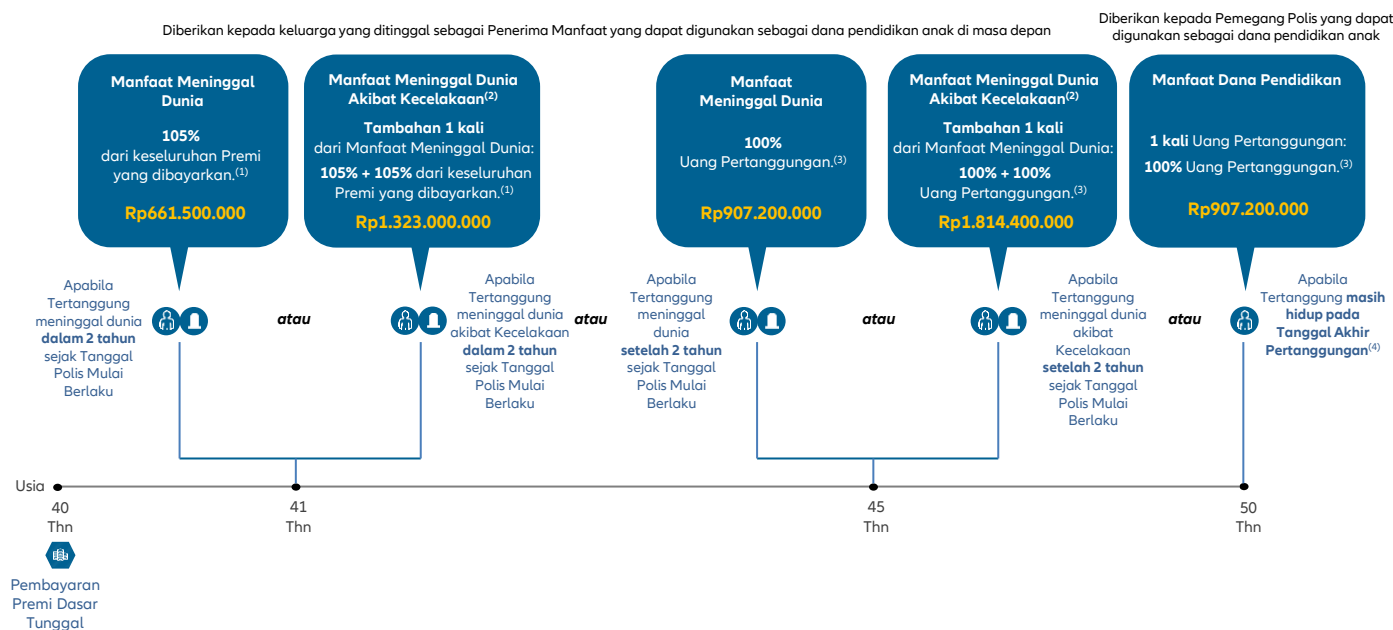 Diberikan kepada keluarga yang ditinggal sebagai Penerima Manfaat yang dapat digunakan sebagai dana pendidikan anak di masa depan
Diberikan kepada Pemegang Polis yang dapat
digunakan sebagai dana pendidikan anak
Manfaat Meninggal
Dunia
105%
dari keseluruhan Premi
yang dibayarkan.(1)
Rp661.500.000
Manfaat Meninggal Dunia
Akibat Kecelakaan(2)
Tambahan 1 kali
dari Manfaat Meninggal Dunia:
105% + 105% dari keseluruhan
Premi yang dibayarkan.(1)
Rp1.323.000.000
Manfaat
Meninggal Dunia
100%
Uang Pertanggungan.(3)
Rp907.200.000
Manfaat Meninggal Dunia
Akibat Kecelakaan(2)
Tambahan 1 kali
dari Manfaat Meninggal Dunia:
100% + 100%
Uang Pertanggungan.(3)
Rp1.814.400.000
Manfaat Dana Pendidikan
1 kali Uang Pertanggungan:
100% Uang Pertanggungan.(3)
Rp907.200.000
Apabila
Tertanggung
meninggal dunia
dalam 2 tahun
sejak Tanggal
Polis Mulai
Berlaku
atau
Apabila
Tertanggung
meninggal dunia
akibat Kecelakaan
dalam 2 tahun
sejak Tanggal
Polis Mulai
Berlaku
atau
Apabila
Tertanggung
meninggal
dunia
setelah 2 tahun
sejak Tanggal
Polis Mulai
Berlaku
atau
Apabila
Tertanggung
meninggal dunia
akibat
Kecelakaan
setelah 2 tahun
sejak Tanggal
Polis Mulai
Berlaku
atau
Apabila
Tertanggung masih
hidup pada
Tanggal Akhir
Pertanggungan(4)
Usia
40
Thn
41
Thn
45
Thn
50
Thn
Pembayaran
Premi Dasar
Tunggal